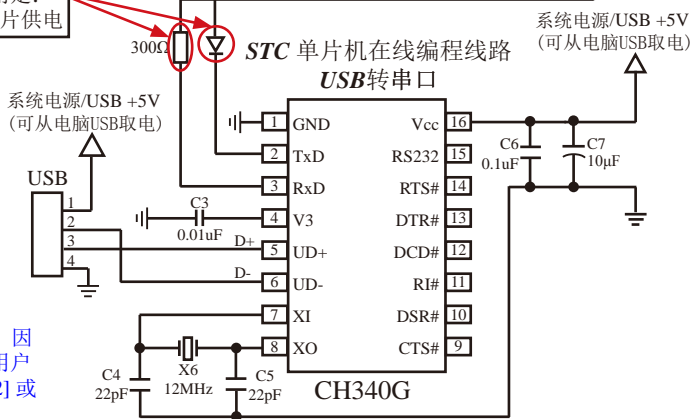 片供电
300Ω
STC 单片机在线编程线路
USB转串口
系统电源/USB +5V
(可从电脑USB取电)
系统电源/USB +5V
(可从电脑USB取电)
USB
1
2
3
4
1 GND
2 TxD
3 RxD
4 V3
5 UD+
6 UD-
7 XI
8 XO
Vcc 16
RS232 15
RTS# 14
DTR# 13
DCD# 12
RI# 11
DSR# 10
CTS# 9
C6
0.1uF
C7
10μF
C3
0.01uF
D+
D-
C4
22pF
X6
12MHz
C5
22pF
CH340G
因
用户
2] 或